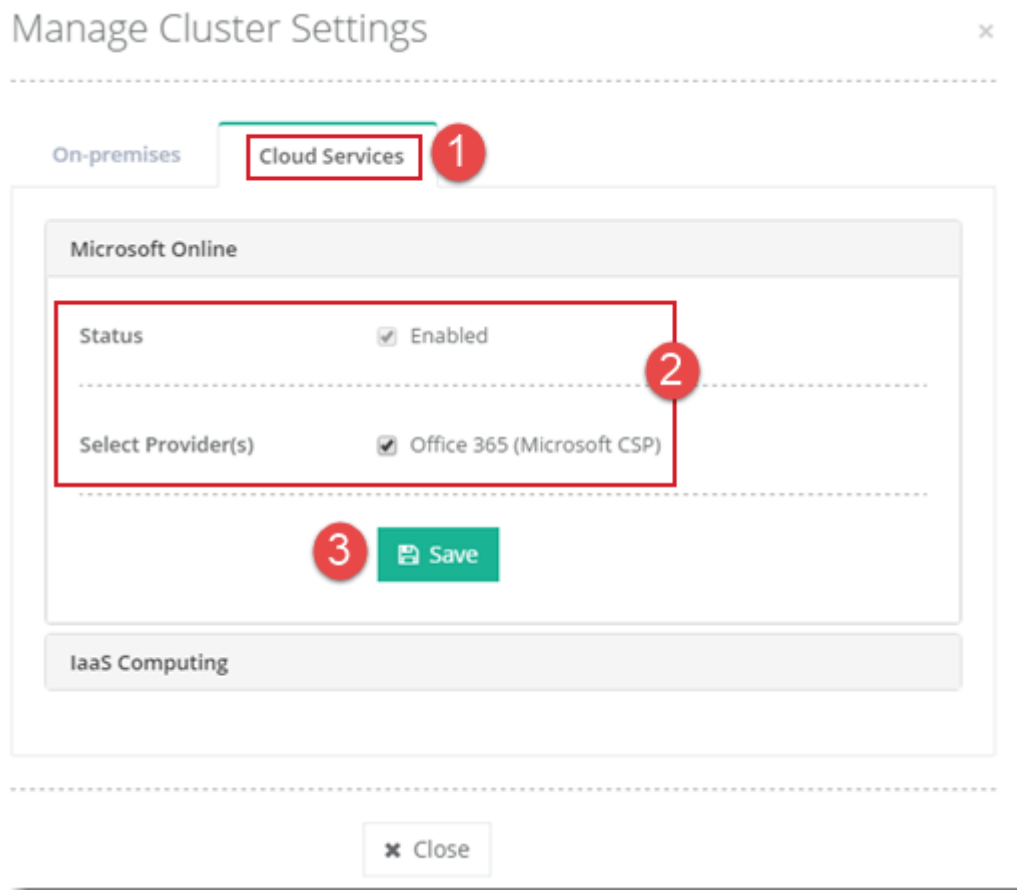 Manage Cluster Settings ×
On-premises Cloud Services 1
Microsoft Online
Status Enabled
2
Select Provider(s) Office 365 (Microsoft CSP)
3 Save
IaaS Computing
✖ Close